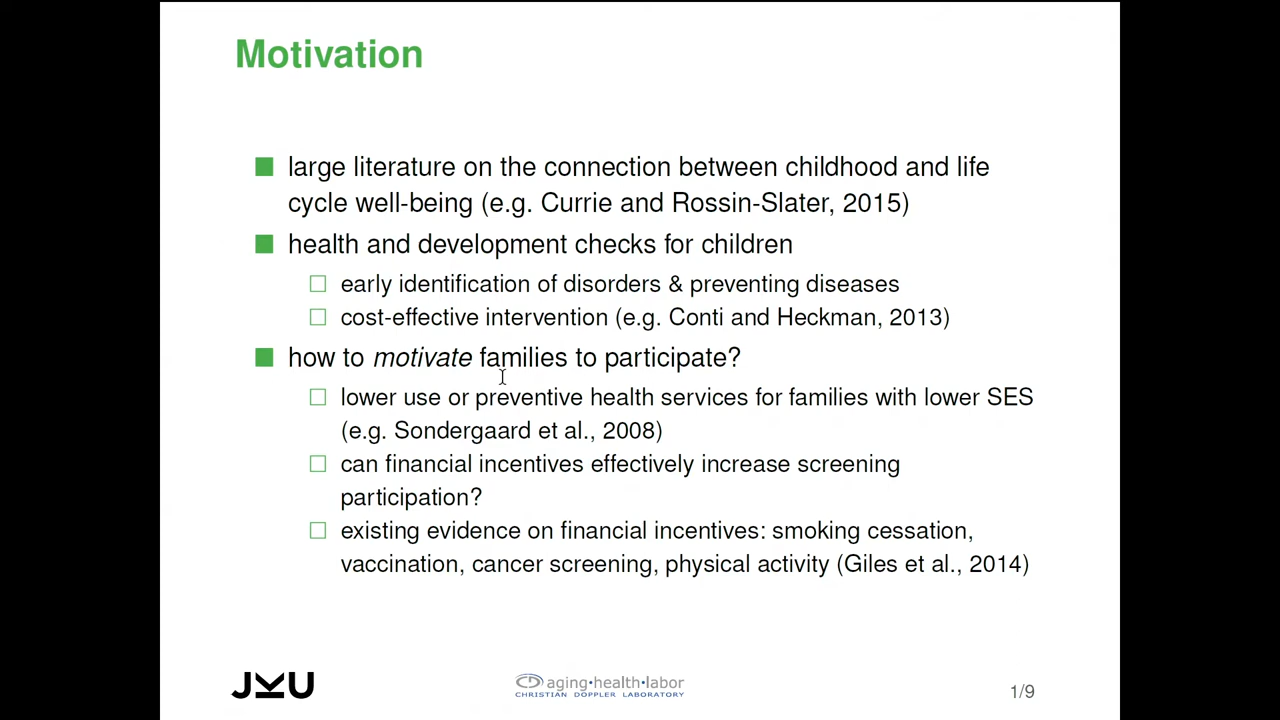 Motivation
large literature on the connection between childhood and life
cycle well-being (e.g. Currie and Rossin-Slater, 2015)
health and development checks for children
early identification of disorders & preventing diseases
cost-effective intervention (e.g. Conti and Heckman, 2013)
how to motivate families to participate?
lower use or preventive health services for families with lower SES
(e.g. Sondergaard et al., 2008)
can financial incentives effectively increase screening
participation?
existing evidence on financial incentives: smoking cessation,
vaccination, cancer screening, physical activity (Giles et al., 2014)
JKU
aging·health·labor
CHRISTIAN DOPPLER LABORATORY
1/9